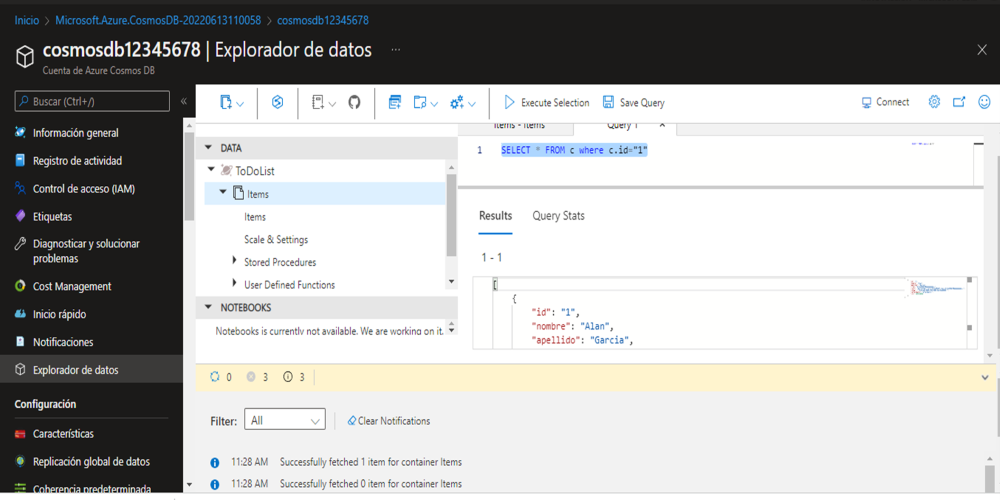 Inicio > Microsoft.Azure.CosmosDB-20220613110058 > cosmosdb12345678
cosmosdb12345678 | Explorador de datos ...
Cuenta de Azure Cosmos DB
Buscar (Ctrl+/)
Información general
Registro de actividad
Control de acceso (IAM)
Etiquetas
Diagnosticar y solucionar
problemas
Cost Management
Inicio rápido
Notificaciones
Explorador de datos
Configuración
Características
Replicación global de datos
Coherencia predeterminada
Execute Selection
Save Query
Connect
DATA
ToDoList
Items
Items
Scale & Settings
Stored Procedures
User Defined Functions
NOTEBOOKS
Notebooks is currently not available. We are working on it.
Items - Items
Query 1
1 SELECT * FROM c where c.id="1"
Results
Query Stats
1 - 1
[
{
"id": "1",
"nombre": "Alan",
"apellido": "Garcia",
0 3 3
Filter: All Clear Notifications
11:28 AM Successfully fetched 1 item for container Items
11:28 AM Successfully fetched 0 item for container Items